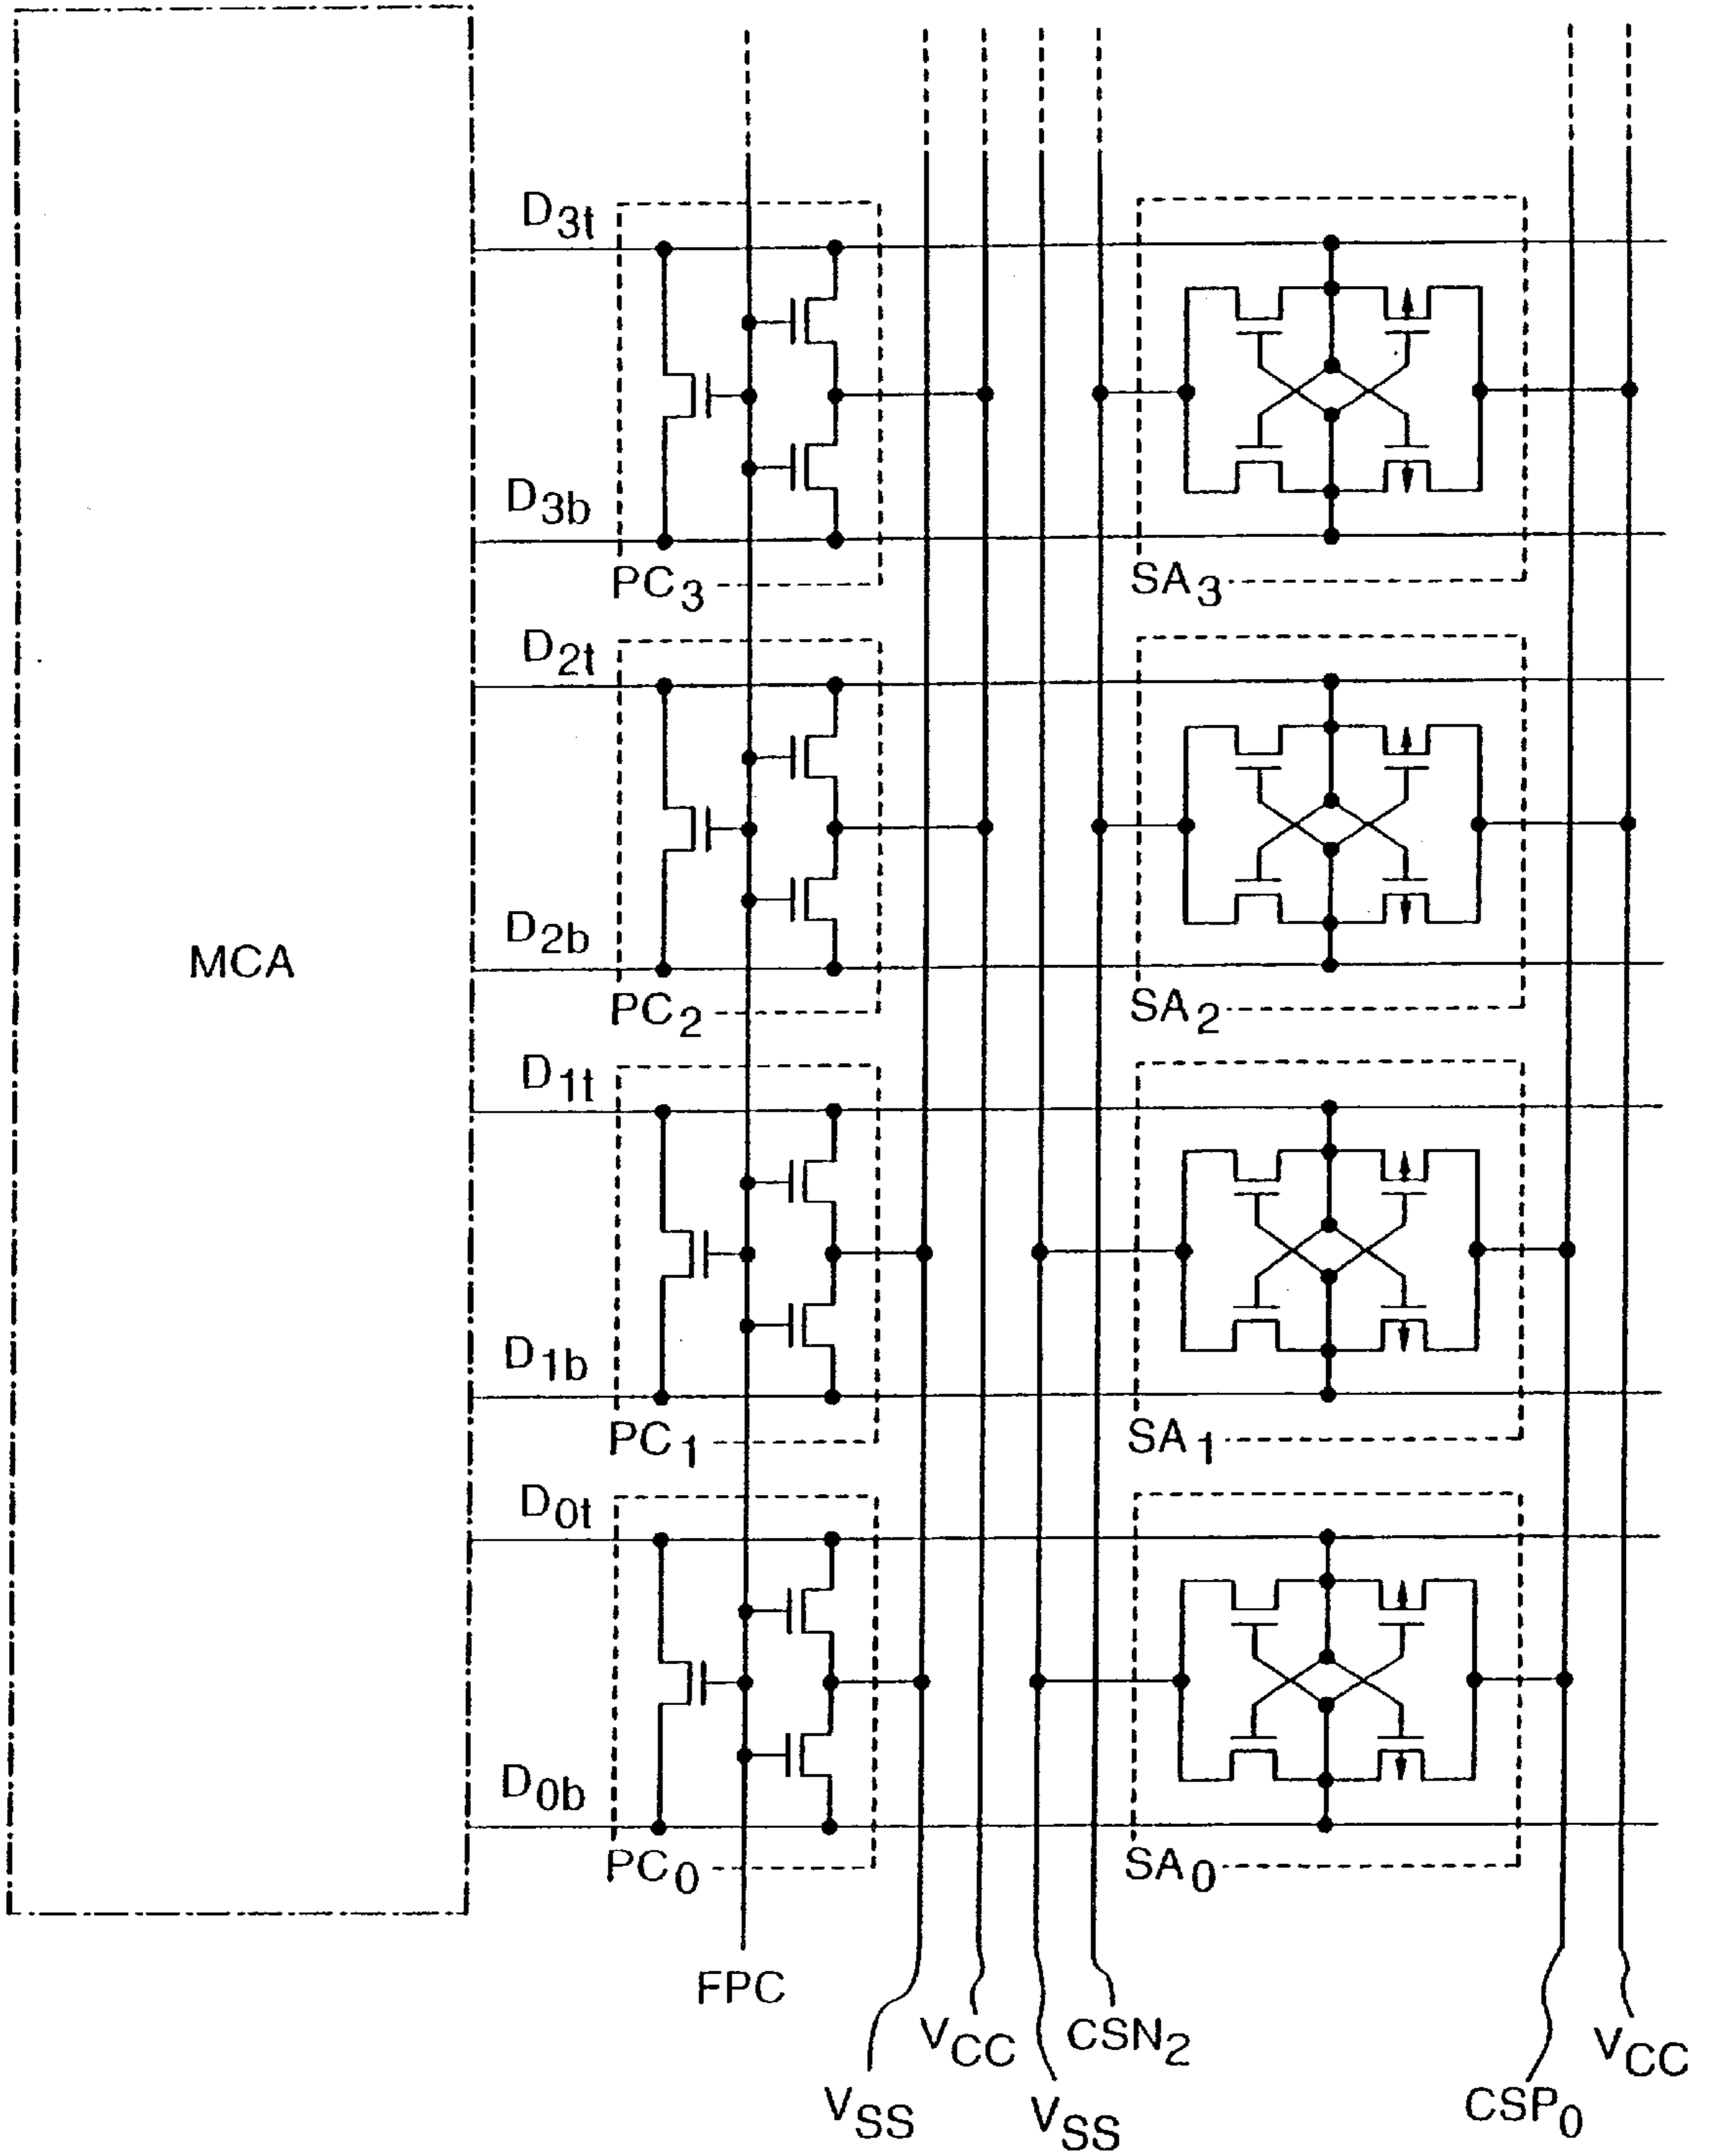 D3t
D3b
PC3
SA3
D2t
D2b
MCA
PC2
SA2
D1t
D1b
PC1
SA1
D0t
D0b
PC0
SA0
FPC
VCC
CSN2
VCC
VSS
VSS
CSP0